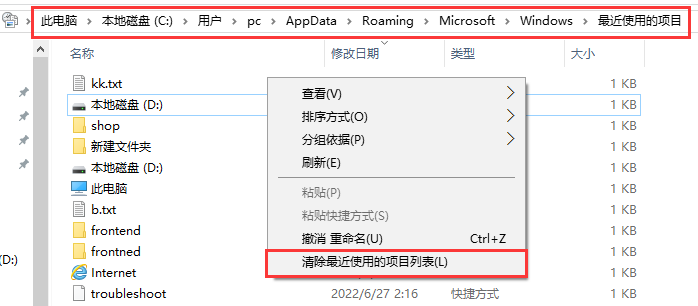 此电脑 > 本地磁盘 (C:) > 用户 > pc > AppData > Roaming > Microsoft > Windows > 最近使用的项目
名称 修改日期 类型 大小
kk.txt 1 KB
本地磁盘 (D:) 1 KB
shop 1 KB
新建文件夹 1 KB
本地磁盘 (D:) 1 KB
此电脑 1 KB
b.txt 1 KB
frontend 1 KB
frontned 1 KB
(D:)
Internet 1 KB
troubleshoot 2022/6/27 2:16 快捷方式 1 KB
查看(V)
排序方式(O)
分组依据(P)
刷新(E)
粘贴(P)
粘贴快捷方式(S)
撤消 重命名(U) Ctrl+Z
清除最近使用的项目列表(L)